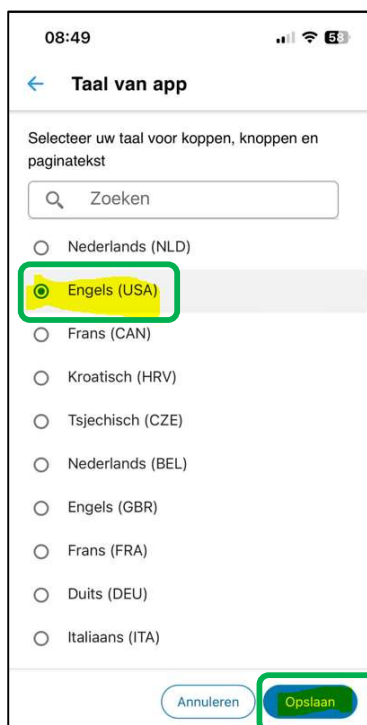 08:49
58
Taal van app
Selecteer uw taal voor koppen, knoppen en
paginatekst
Zoeken
Nederlands (NLD)
Engels (USA)
Frans (CAN)
Kroatisch (HRV)
Tsjechisch (CZE)
Nederlands (BEL)
Engels (GBR)
Frans (FRA)
Duits (DEU)
Italiaans (ITA)
Annuleren
Opslaan